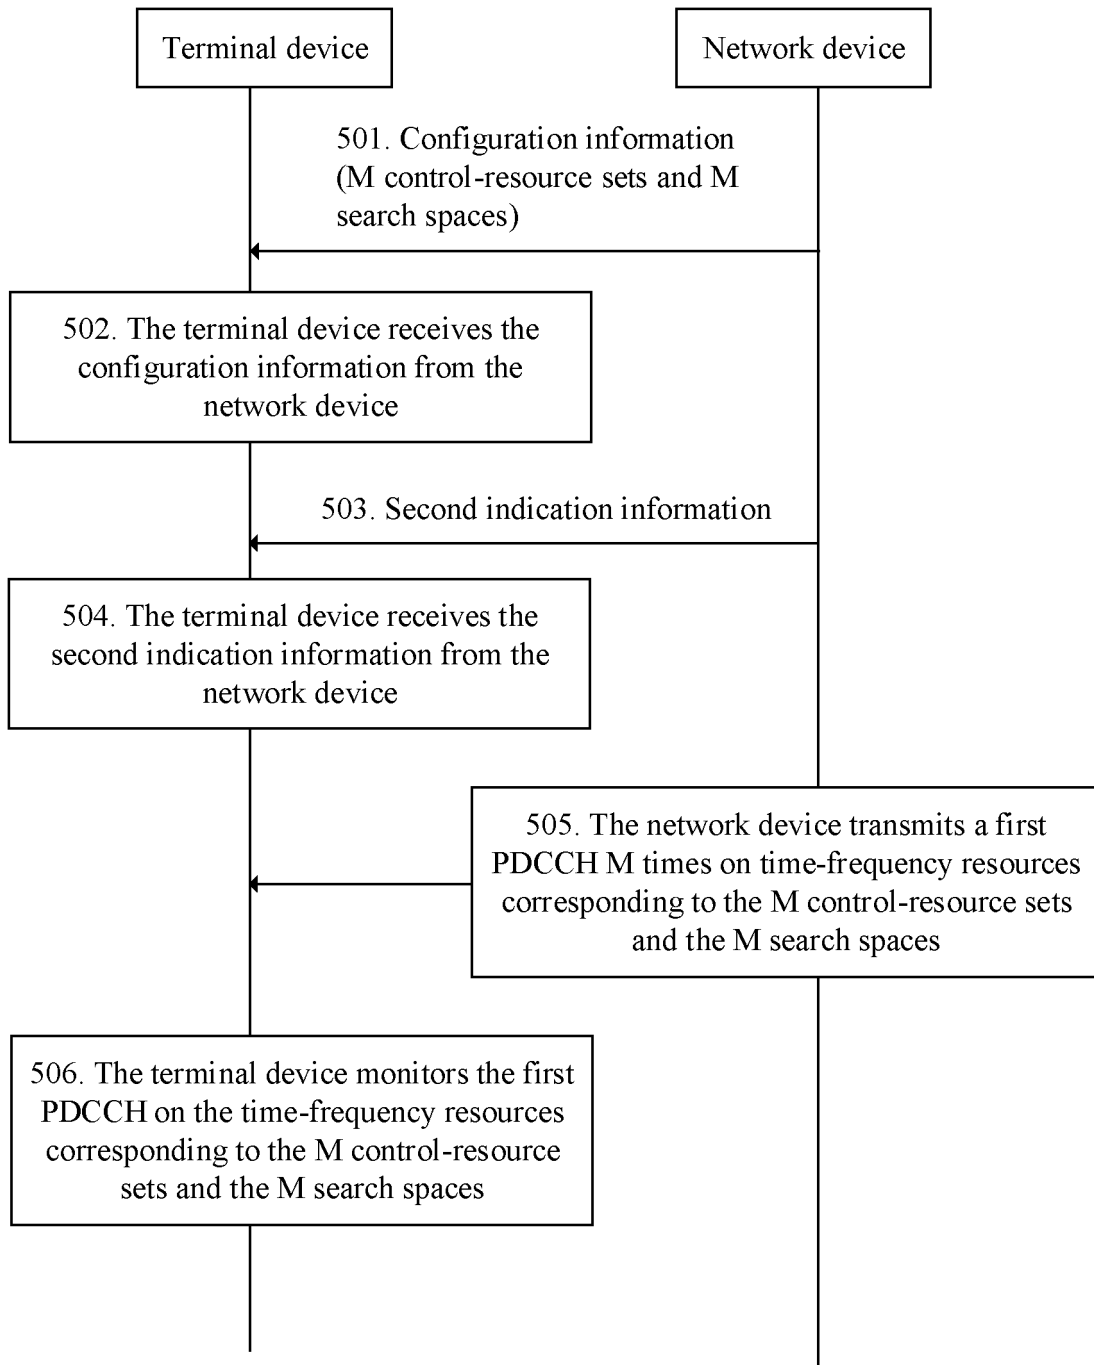 Terminal device
Network device
501. Configuration information
(M control-resource sets and M
search spaces)
502. The terminal device receives the
configuration information from the
network device
503. Second indication information
504. The terminal device receives the
second indication information from the
network device
505. The network device transmits a first
PDCCH M times on time-frequency resources
corresponding to the M control-resource sets
and the M search spaces
506. The terminal device monitors the first
PDCCH on the time-frequency resources
corresponding to the M control-resource
sets and the M search spaces